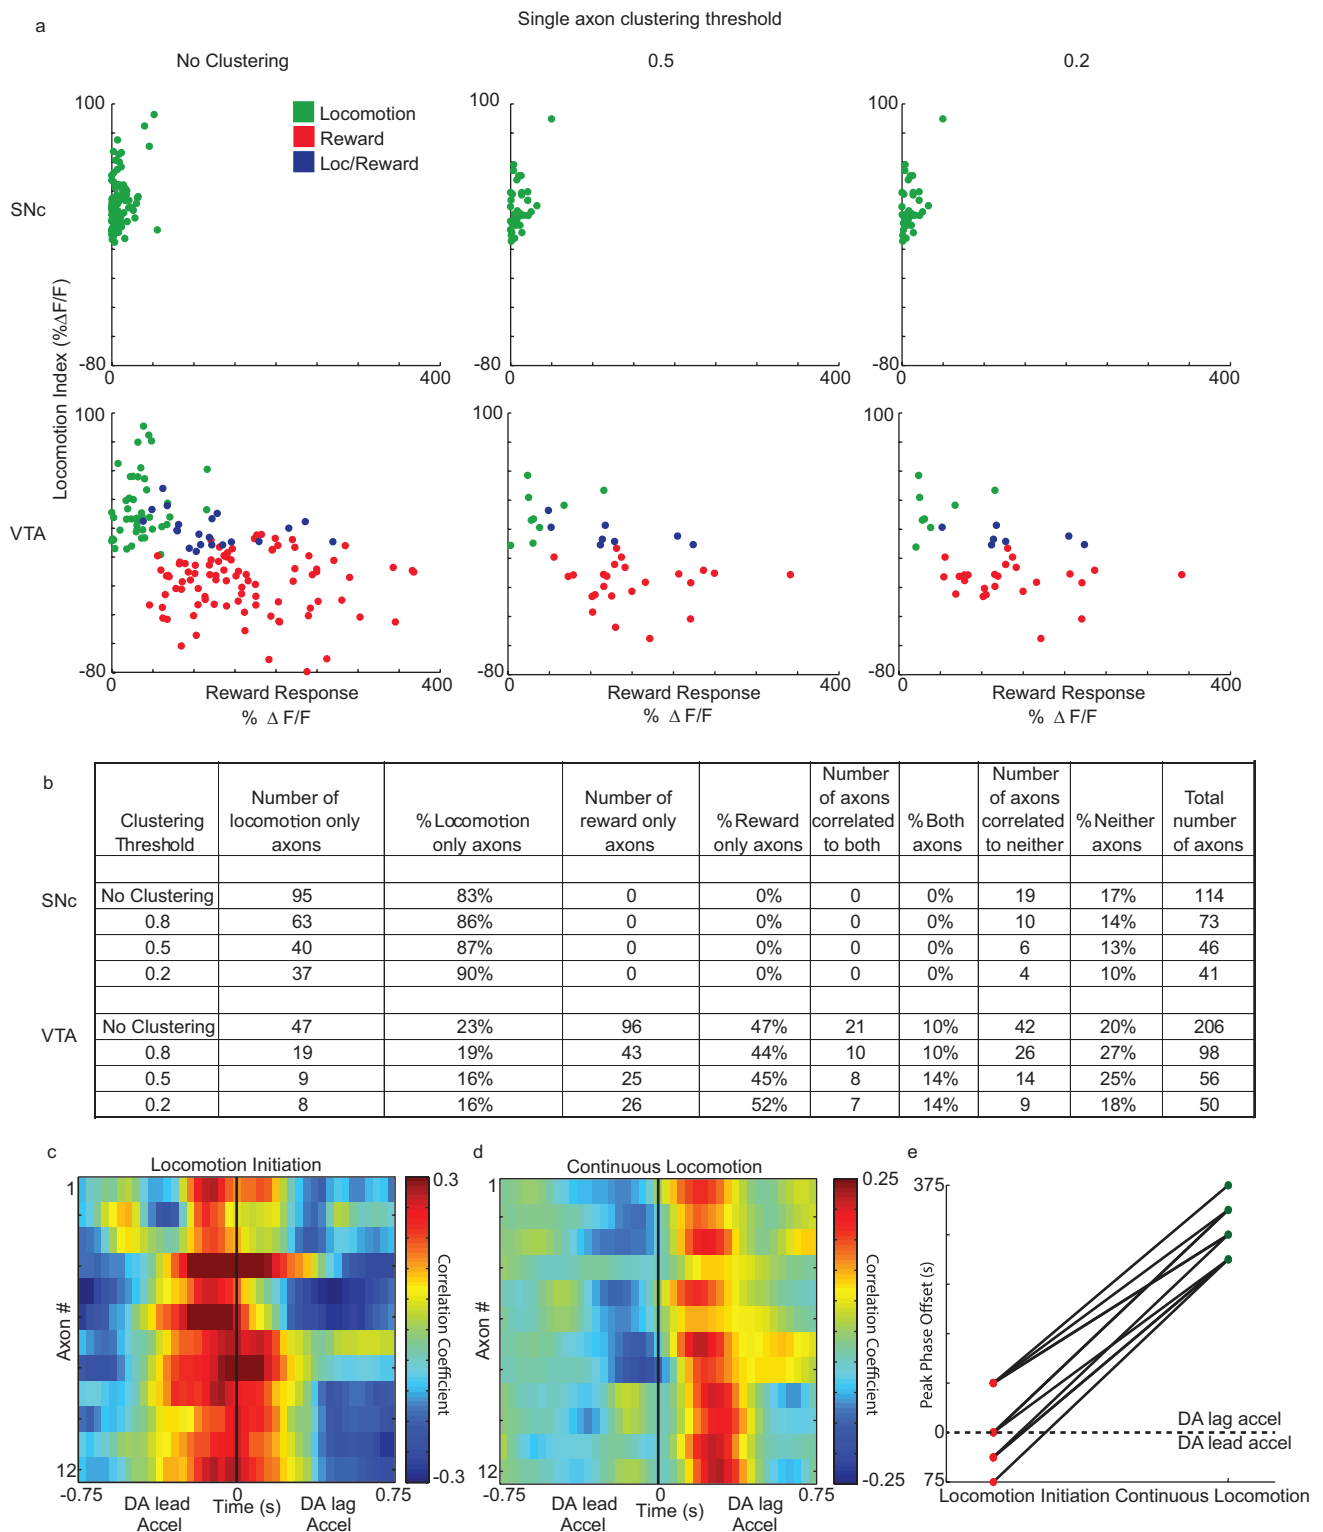 a
Single axon clustering threshold
No Clustering
0.5
0.2
100
Locomotion
Reward
Loc/Reward
SNc
-80
0
400
100
-80
0
400
100
-80
0
400
Locomotion Index (%ΔF/F)
VTA
100
-80
0
400
Reward Response
% Δ F/F
100
-80
0
400
Reward Response
% Δ F/F
100
-80
0
400
Reward Response
% Δ F/F
b
Clustering Threshold | Number of locomotion only axons | % Locomotion only axons | Number of reward only axons | % Reward only axons | Number of axons correlated to both | % Both axons | Number of axons correlated to neither | % Neither axons | Total number of axons
SNc
No Clustering 95 83% 0 0% 0 0% 19 17% 114
0.8 63 86% 0 0% 0 0% 10 14% 73
0.5 40 87% 0 0% 0 0% 6 13% 46
0.2 37 90% 0 0% 0 0% 4 10% 41
VTA
No Clustering 47 23% 96 47% 21 10% 42 20% 206
0.8 19 19% 43 44% 10 10% 26 27% 98
0.5 9 16% 25 45% 8 14% 14 25% 56
0.2 8 16% 26 52% 7 14% 9 18% 50
c
Locomotion Initiation
1
12
Axon #
-0.75
0
0.75
DA lead
Accel
Time (s)
DA lag
Accel
0.3
-0.3
Correlation Coefficient
d
Continuous Locomotion
1
12
Axon #
-0.75
0
0.75
DA lead
Accel
Time (s)
DA lag
Accel
0.25
-0.25
Correlation Coefficient
e
375
0
75
Peak Phase Offset (s)
DA lag accel
DA lead accel
Locomotion Initiation
Continuous Locomotion